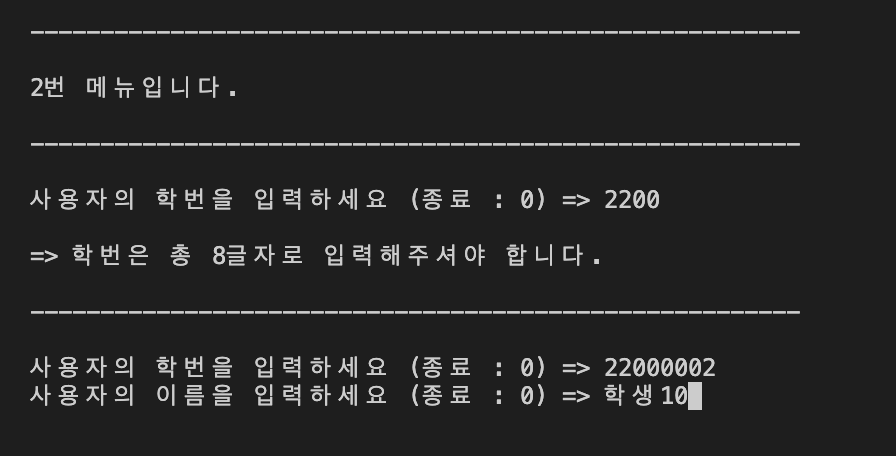 -------------------------------------------------------
2번 메뉴입니다.
-------------------------------------------------------
사용자의 학번을 입력하세요 (종료 : 0) => 2200
=> 학번은 총 8글자로 입력해주셔야 합니다.
-------------------------------------------------------
사용자의 학번을 입력하세요 (종료 : 0) => 22000002
사용자의 이름을 입력하세요 (종료 : 0) => 학생10